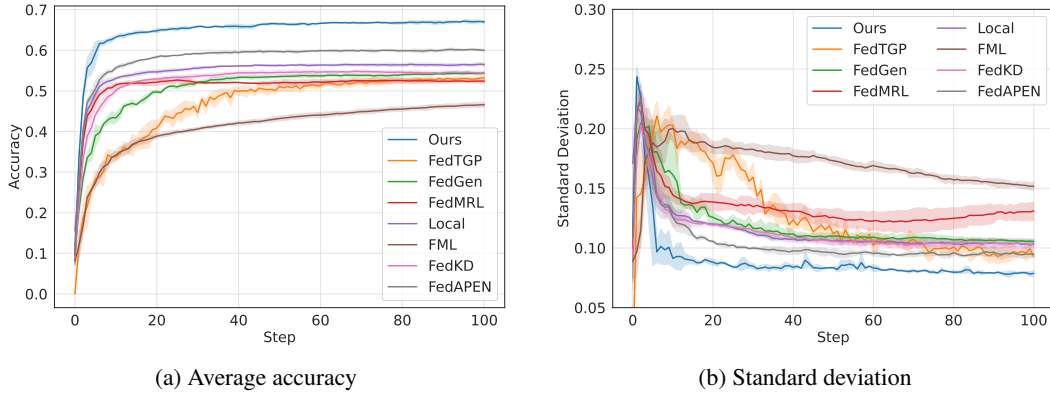 0.7
0.6
0.5
0.4
0.3
0.2
0.1
0.0
Accuracy
0 20 40 60 80 100
Step
Ours
FedTGP
FedGen
FedMRL
Local
FML
FedKD
FedAPEN
(a) Average accuracy
0.30
0.25
0.20
0.15
0.10
0.05
Standard Deviation
0 20 40 60 80 100
Step
Ours Local
FedTGP FML
FedGen FedKD
FedMRL FedAPEN
(b) Standard deviation